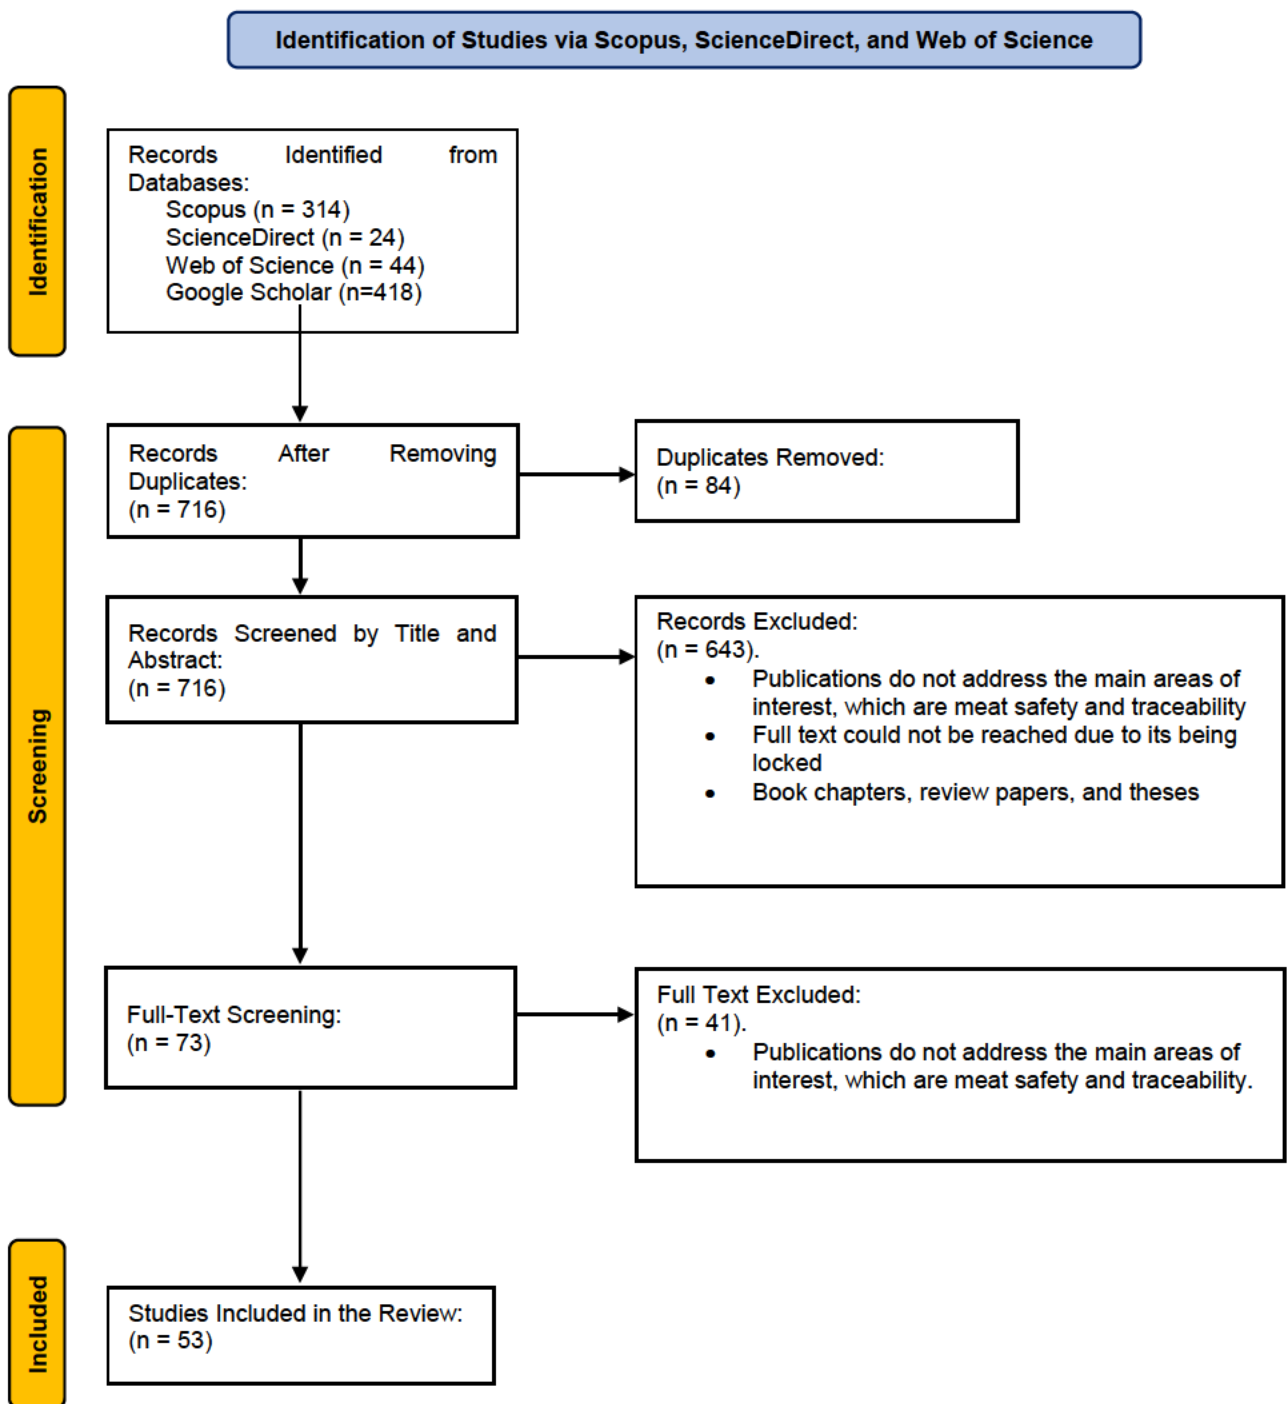 Identification of Studies via Scopus, ScienceDirect, and Web of Science
Identification
Records Identified from
Databases:
Scopus (n = 314)
ScienceDirect (n = 24)
Web of Science (n = 44)
Google Scholar (n=418)
Screening
Records After Removing
Duplicates:
(n = 716)
Duplicates Removed:
(n = 84)
Records Screened by Title and
Abstract:
(n = 716)
Records Excluded:
(n = 643).
• Publications do not address the main areas of
interest, which are meat safety and traceability
• Full text could not be reached due to its being
locked
• Book chapters, review papers, and theses
Full-Text Screening:
(n = 73)
Full Text Excluded:
(n = 41).
• Publications do not address the main areas of
interest, which are meat safety and traceability.
Included
Studies Included in the Review:
(n = 53)